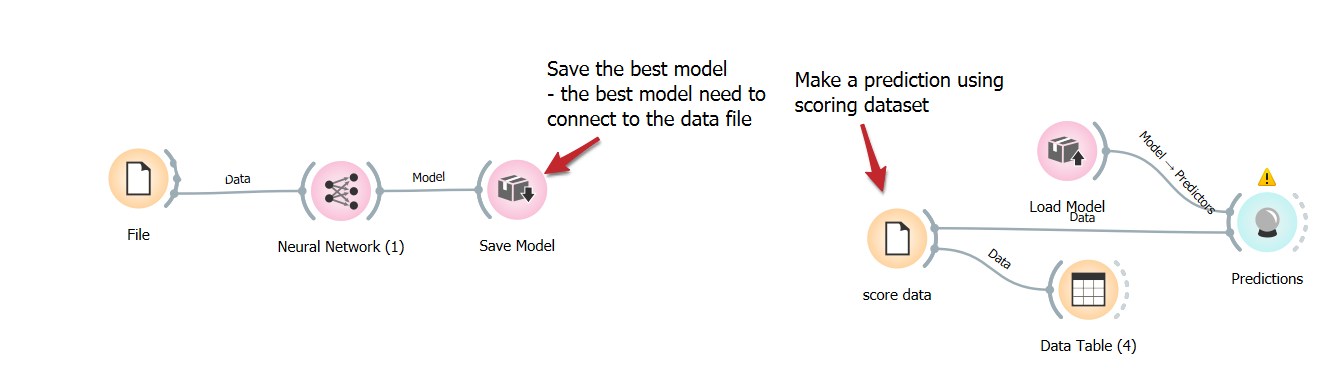 Save the best model
- the best model need to
connect to the data file
Data
Model
File
Neural Network (1)
Save Model
Make a prediction using
scoring dataset
Model → Predictors
Load Model
Data
Data
score data
Predictions
Data Table (4)